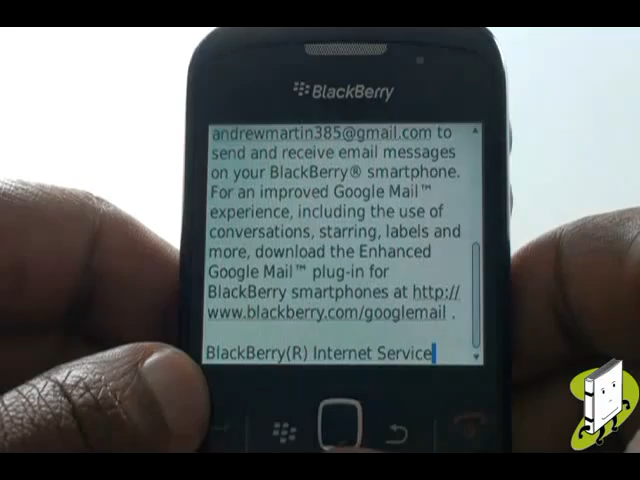 BlackBerry
andrewmartin385@gmail.com to
send and receive email messages
on your BlackBerry® smartphone.
For an improved Google Mail™
experience, including the use of
conversations, starring, labels and
more, download the Enhanced
Google Mail™ plug-in for
BlackBerry smartphones at http://
www.blackberry.com/googlemail .
BlackBerry(R) Internet Service